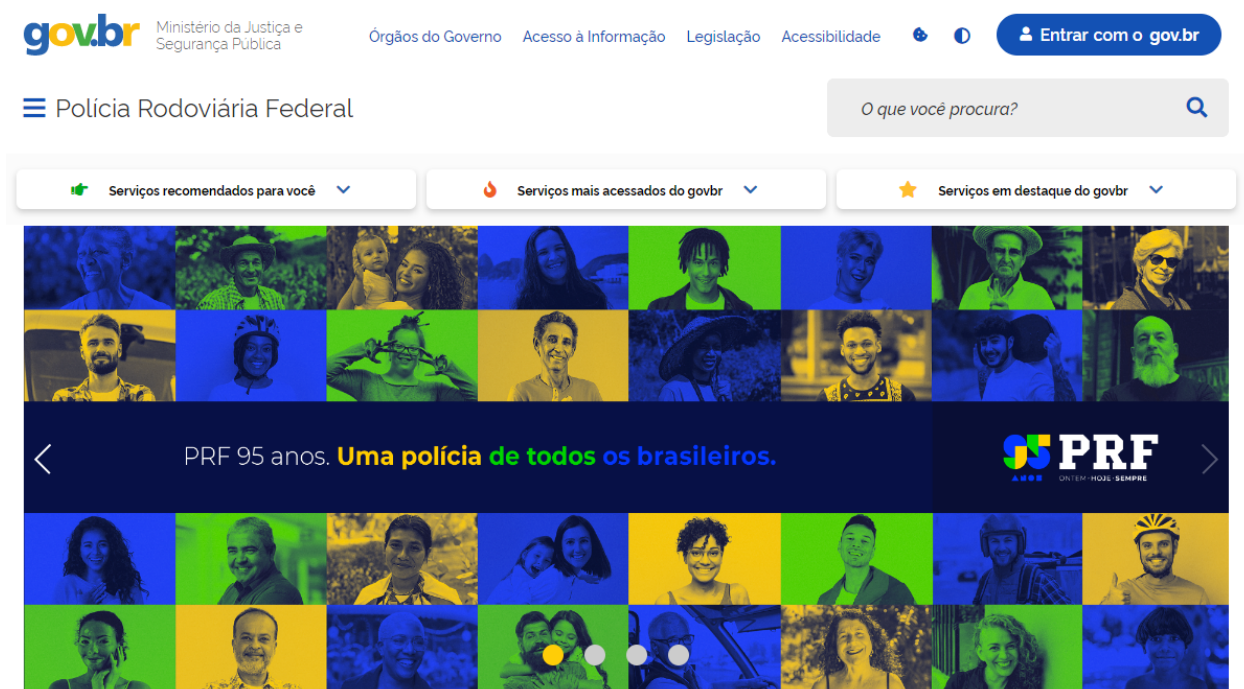 gov.br
Ministério da Justiça e
Segurança Pública
Órgãos do Governo Acesso à Informação Legislação Acessibilidade
Entrar com o gov.br
Polícia Rodoviária Federal
O que você procura?
Serviços recomendados para você
Serviços mais acessados do govbr
Serviços em destaque do govbr
PRF 95 anos. Uma polícia de todos os brasileiros.
95 PRF
ANOS ONTEM·HOJE·SEMPRE